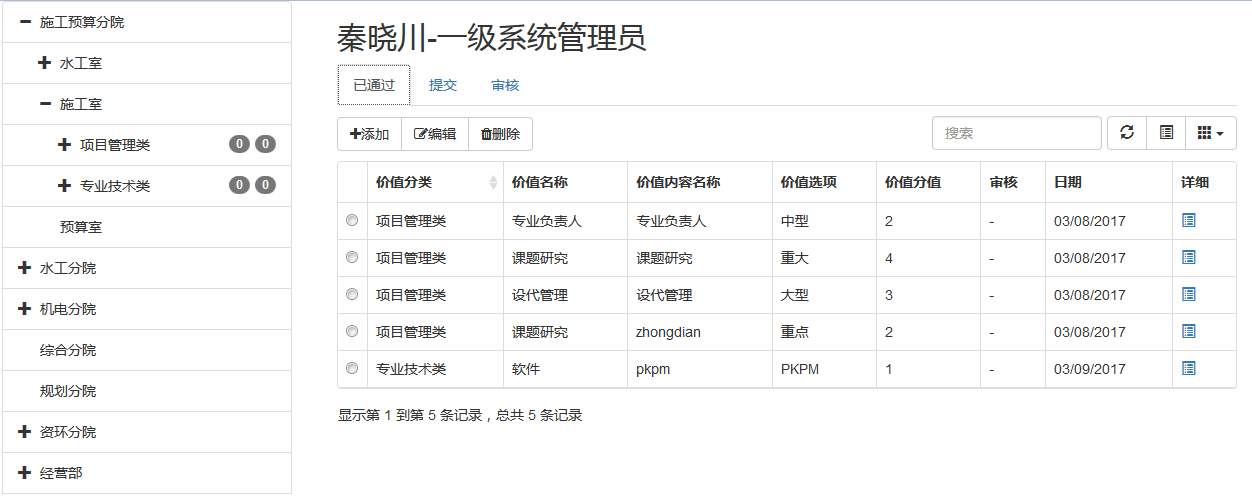 施工预算分院
水工室
施工室
项目管理类 0 0
专业技术类 0 0
预算室
水工分院
机电分院
综合分院
规划分院
资环分院
经营部
秦晓川-一级系统管理员
已通过 提交 审核
添加 编辑 删除 搜索
价值分类 价值名称 价值内容名称 价值选项 价值分值 审核 日期 详细
项目管理类 专业负责人 专业负责人 中型 2 - 03/08/2017
项目管理类 课题研究 课题研究 重大 4 - 03/08/2017
项目管理类 设代管理 设代管理 大型 3 - 03/08/2017
项目管理类 课题研究 zhongdian 重点 2 - 03/08/2017
专业技术类 软件 pkpm PKPM 1 - 03/09/2017
显示第 1 到第 5 条记录，总共 5 条记录